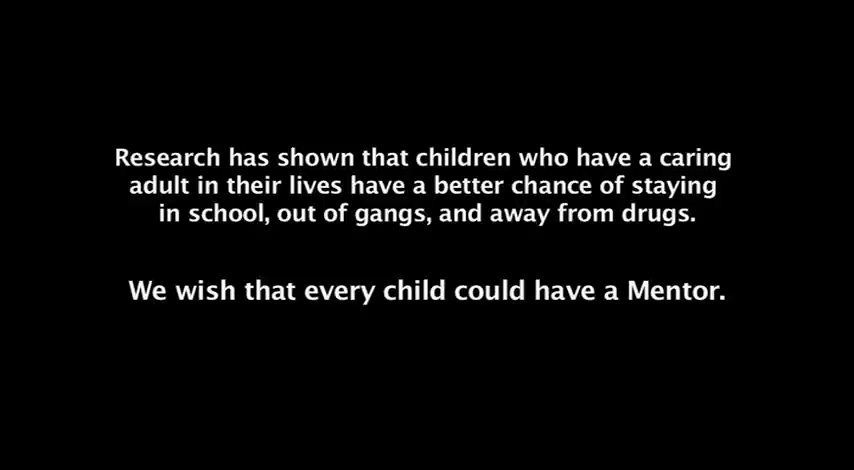 Research has shown that children who have a caring
adult in their lives have a better chance of staying
in school, out of gangs, and away from drugs.
We wish that every child could have a Mentor.